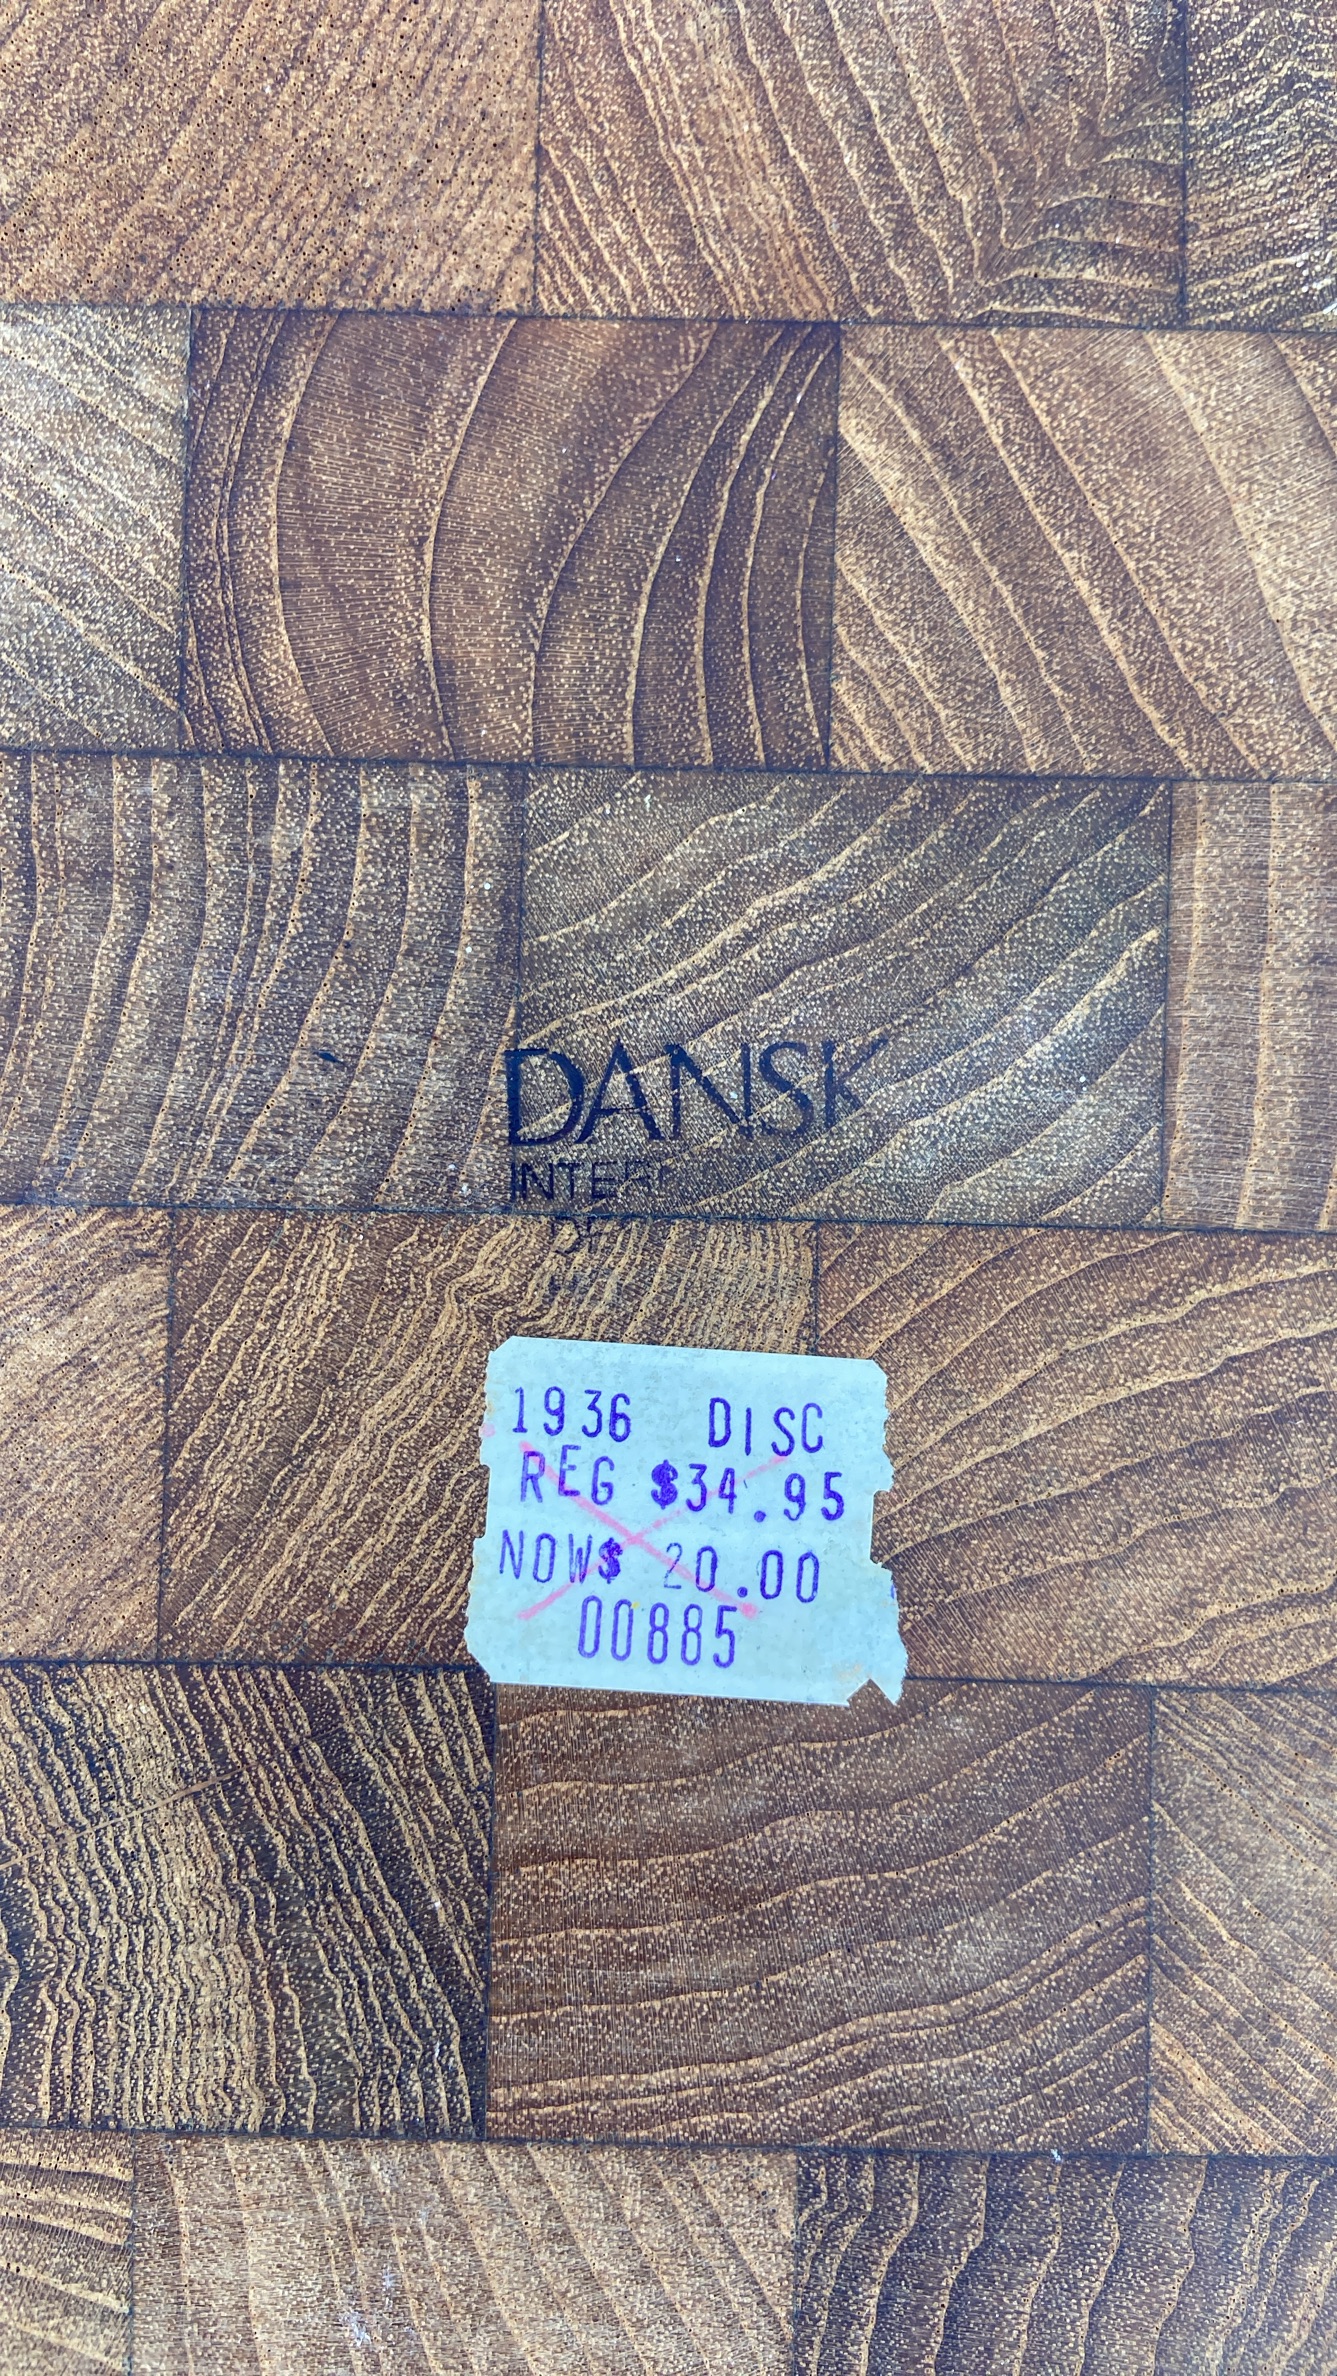 DANSK
1936 DISC
REG $34.95
NOW$ 20.00
00885